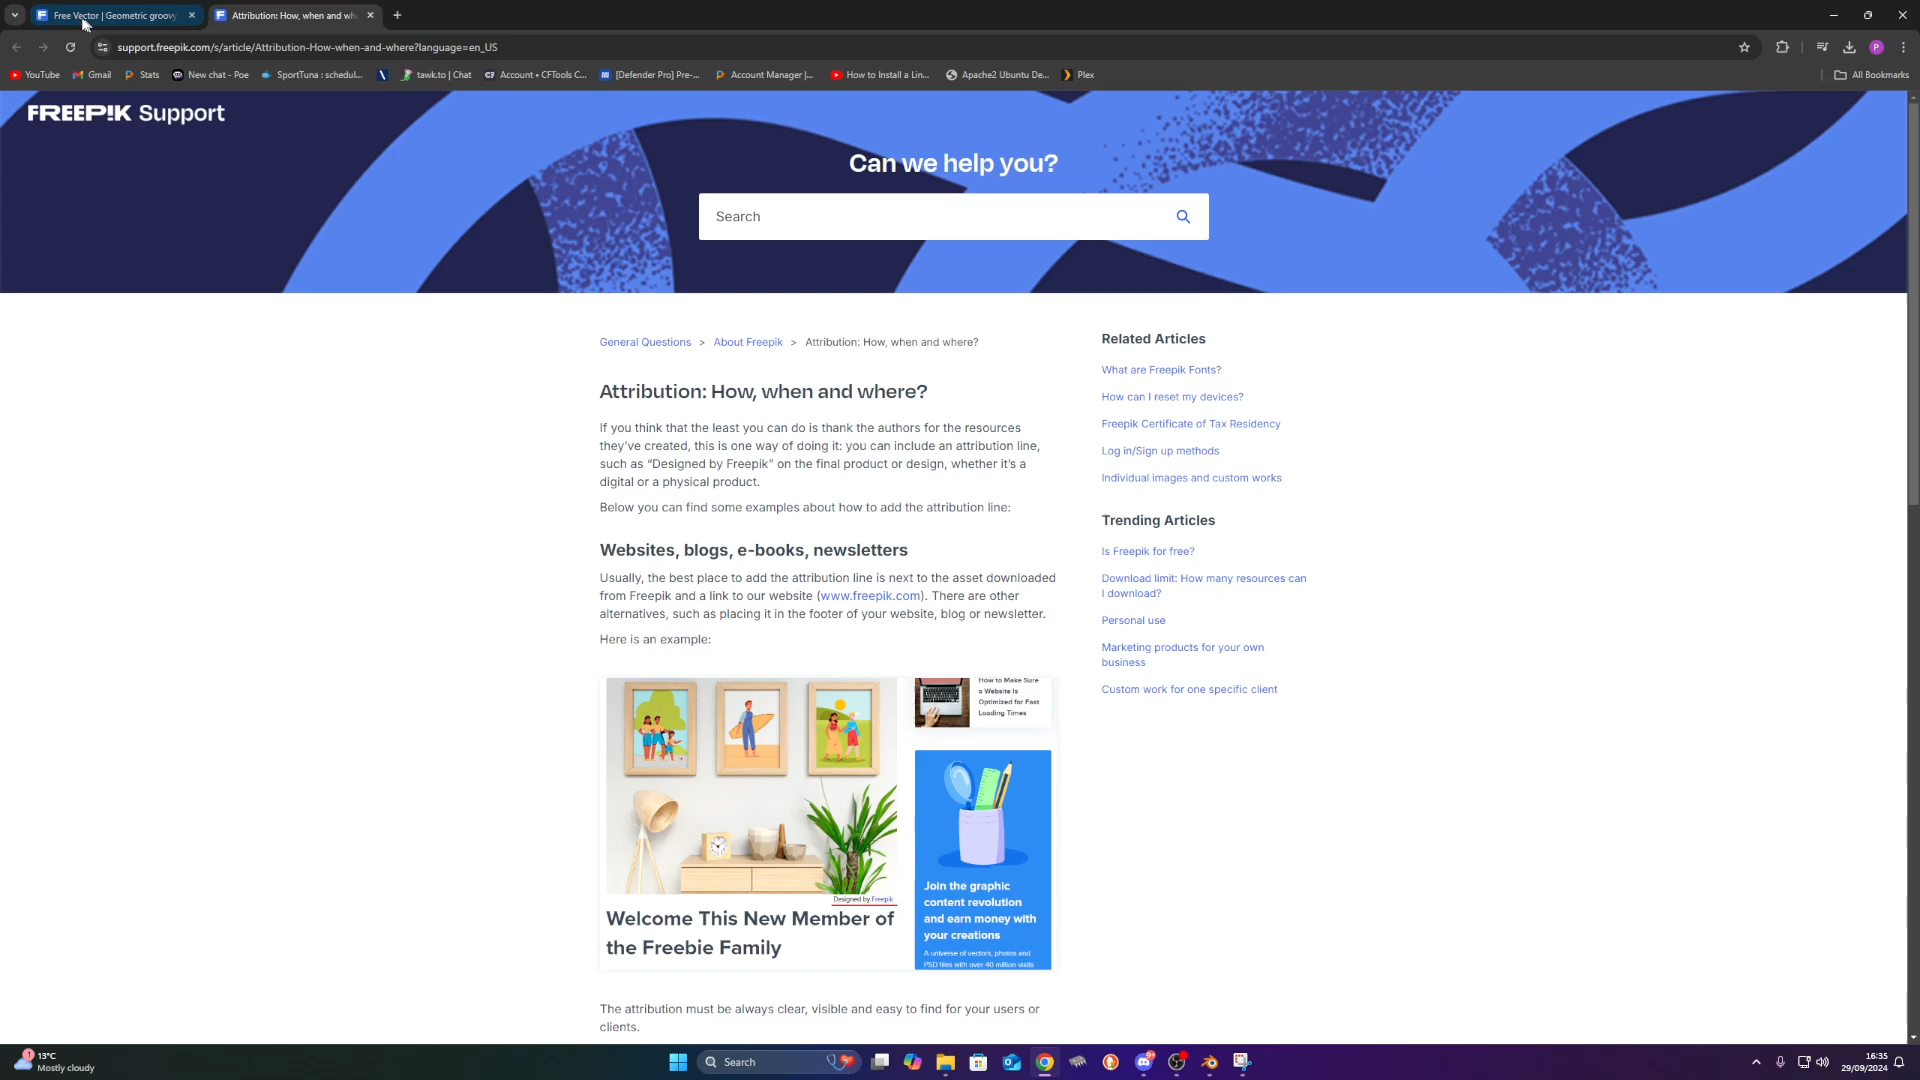 Free Vector | Geometric groovy
Attribution: How, when and wh
support.freepik.com/s/article/Attribution-How-when-and-where?language=en_US
P
YouTube
Gmail
Stats
New chat - Poe
SportTuna : schedul...
tawk.to | Chat
Account • CFTools C...
[Defender Pro] Pre-...
Account Manager |...
How to Install a Lin...
Apache2 Ubuntu De...
Plex
All Bookmarks
FREEP!K Support
Can we help you?
Search
General Questions > About Freepik > Attribution: How, when and where?
Attribution: How, when and where?
If you think that the least you can do is thank the authors for the resources
they've created, this is one way of doing it: you can include an attribution line,
such as “Designed by Freepik” on the final product or design, whether it's a
digital or a physical product.
Below you can find some examples about how to add the attribution line:
Websites, blogs, e-books, newsletters
Usually, the best place to add the attribution line is next to the asset downloaded
from Freepik and a link to our website (www.freepik.com). There are other
alternatives, such as placing it in the footer of your website, blog or newsletter.
Here is an example:
Designed by Freepik
Welcome This New Member of
the Freebie Family
How to Make Sure
a Website Is
Optimized for Fast
Loading Times
Join the graphic
content revolution
and earn money with
your creations
A universe of vectors, photos and
PSD files with over 40 million visits
The attribution must be always clear, visible and easy to find for your users or
clients.
Related Articles
What are Freepik Fonts?
How can I reset my devices?
Freepik Certificate of Tax Residency
Log in/Sign up methods
Individual images and custom works
Trending Articles
Is Freepik for free?
Download limit: How many resources can
I download?
Personal use
Marketing products for your own
business
Custom work for one specific client
1
13°C
Mostly cloudy
Search
16:35
29/09/2024